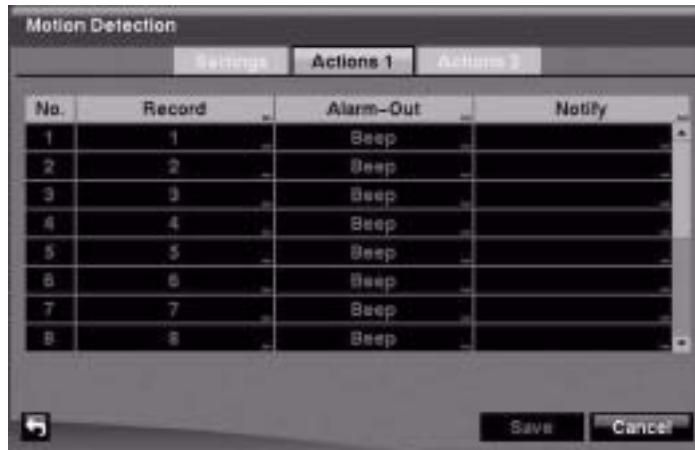 Motion Detection
Settings Actions 1 Actions 2
No. Record Alarm-Out Notify
1 1 Beep
2 2 Beep
3 3 Beep
4 4 Beep
5 5 Beep
6 6 Beep
7 7 Beep
8 8 Beep
Save Cancel